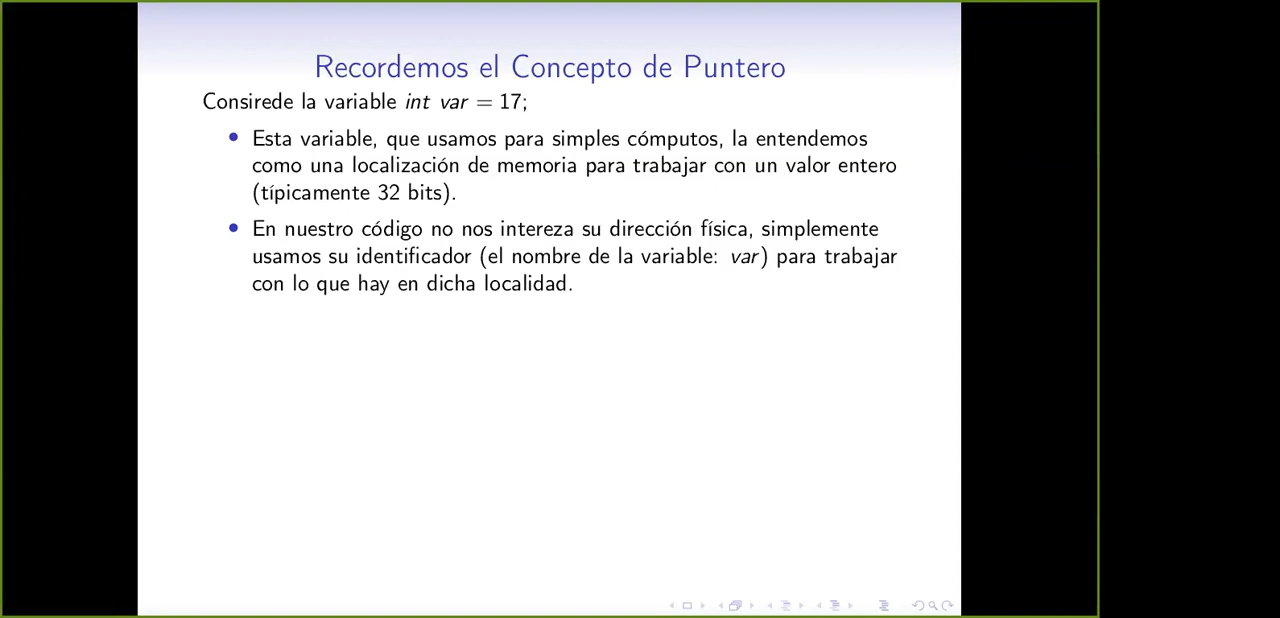 Recordemos el Concepto de Puntero
Consirede la variable int var = 17;
Esta variable, que usamos para simples cómputos, la entendemos
como una localización de memoria para trabajar con un valor entero
(típicamente 32 bits).
En nuestro código no nos intereza su dirección física, simplemente
usamos su identificador (el nombre de la variable: var) para trabajar
con lo que hay en dicha localidad.